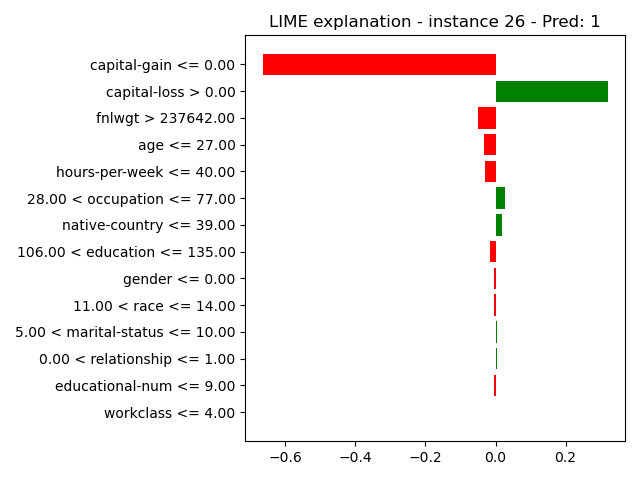 LIME explanation - instance 26 - Pred: 1
capital-gain <= 0.00
capital-loss > 0.00
fnlwgt > 237642.00
age <= 27.00
hours-per-week <= 40.00
28.00 < occupation <= 77.00
native-country <= 39.00
106.00 < education <= 135.00
gender <= 0.00
11.00 < race <= 14.00
5.00 < marital-status <= 10.00
0.00 < relationship <= 1.00
educational-num <= 9.00
workclass <= 4.00
−0.6 −0.4 −0.2 0.0 0.2